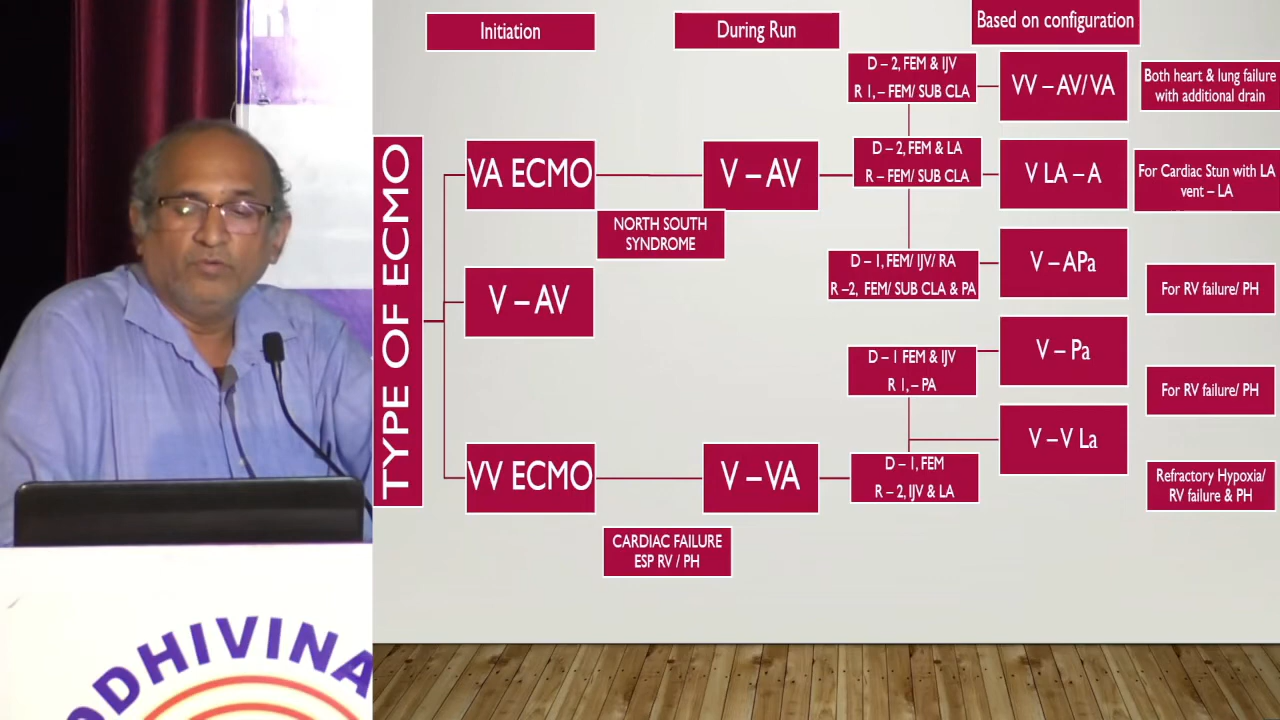 Initiation
During Run
Based on configuration
TYPE OF ECMO
VA ECMO
V – AV
VV ECMO
NORTH SOUTH
SYNDROME
V – AV
V – VA
CARDIAC FAILURE
ESP RV / PH
D – 2, FEM & IJV
R 1, – FEM/ SUB CLA
D – 2, FEM & LA
R – FEM/ SUB CLA
D – 1, FEM/ IJV/ RA
R –2, FEM/ SUB CLA & PA
D – 1 FEM & IJV
R 1, – PA
D – 1, FEM
R – 2, IJV & LA
VV – AV/ VA
V LA – A
V – APa
V – Pa
V – V La
Both heart & lung failure
with additional drain
For Cardiac Stun with LA
vent – LA
For RV failure/ PH
For RV failure/ PH
Refractory Hypoxia/
RV failure & PH
ODHIVINA